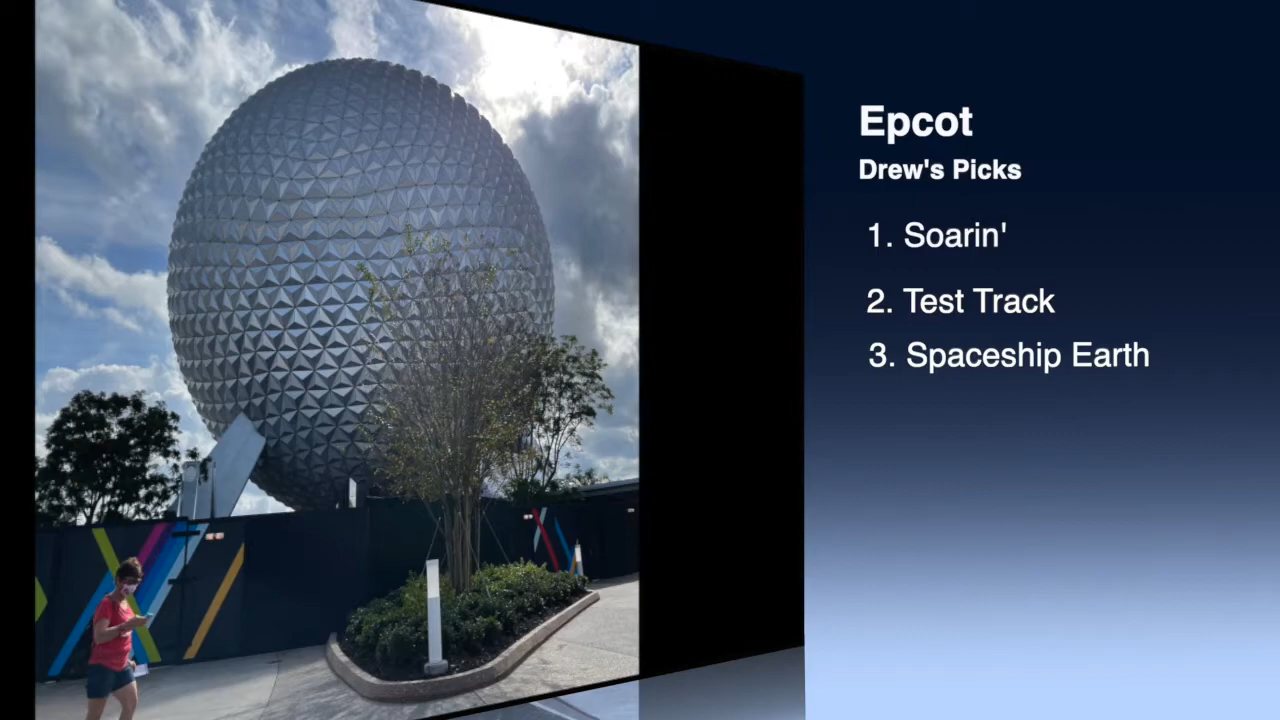 Epcot
Drew's Picks
1. Soarin'
2. Test Track
3. Spaceship Earth